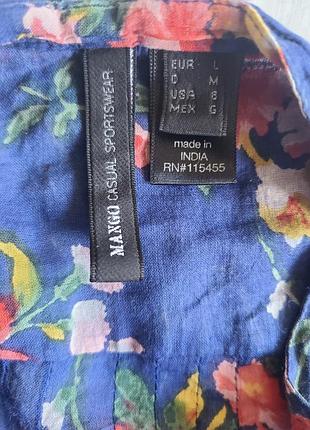 MANGO CASUAL SPORTSWEAR
EUR L
D M
USA 8
MEX G
made in
INDIA
RN#115455